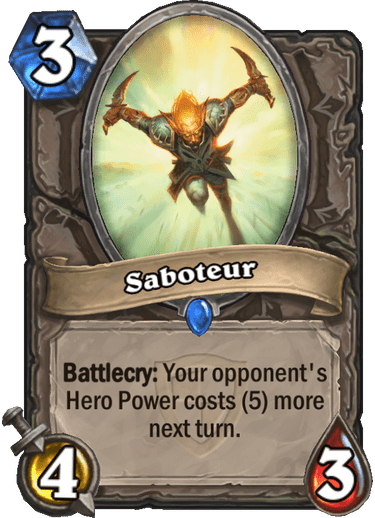 3
Saboteur
Battlecry: Your opponent's
Hero Power costs (5) more
next turn.
4
3